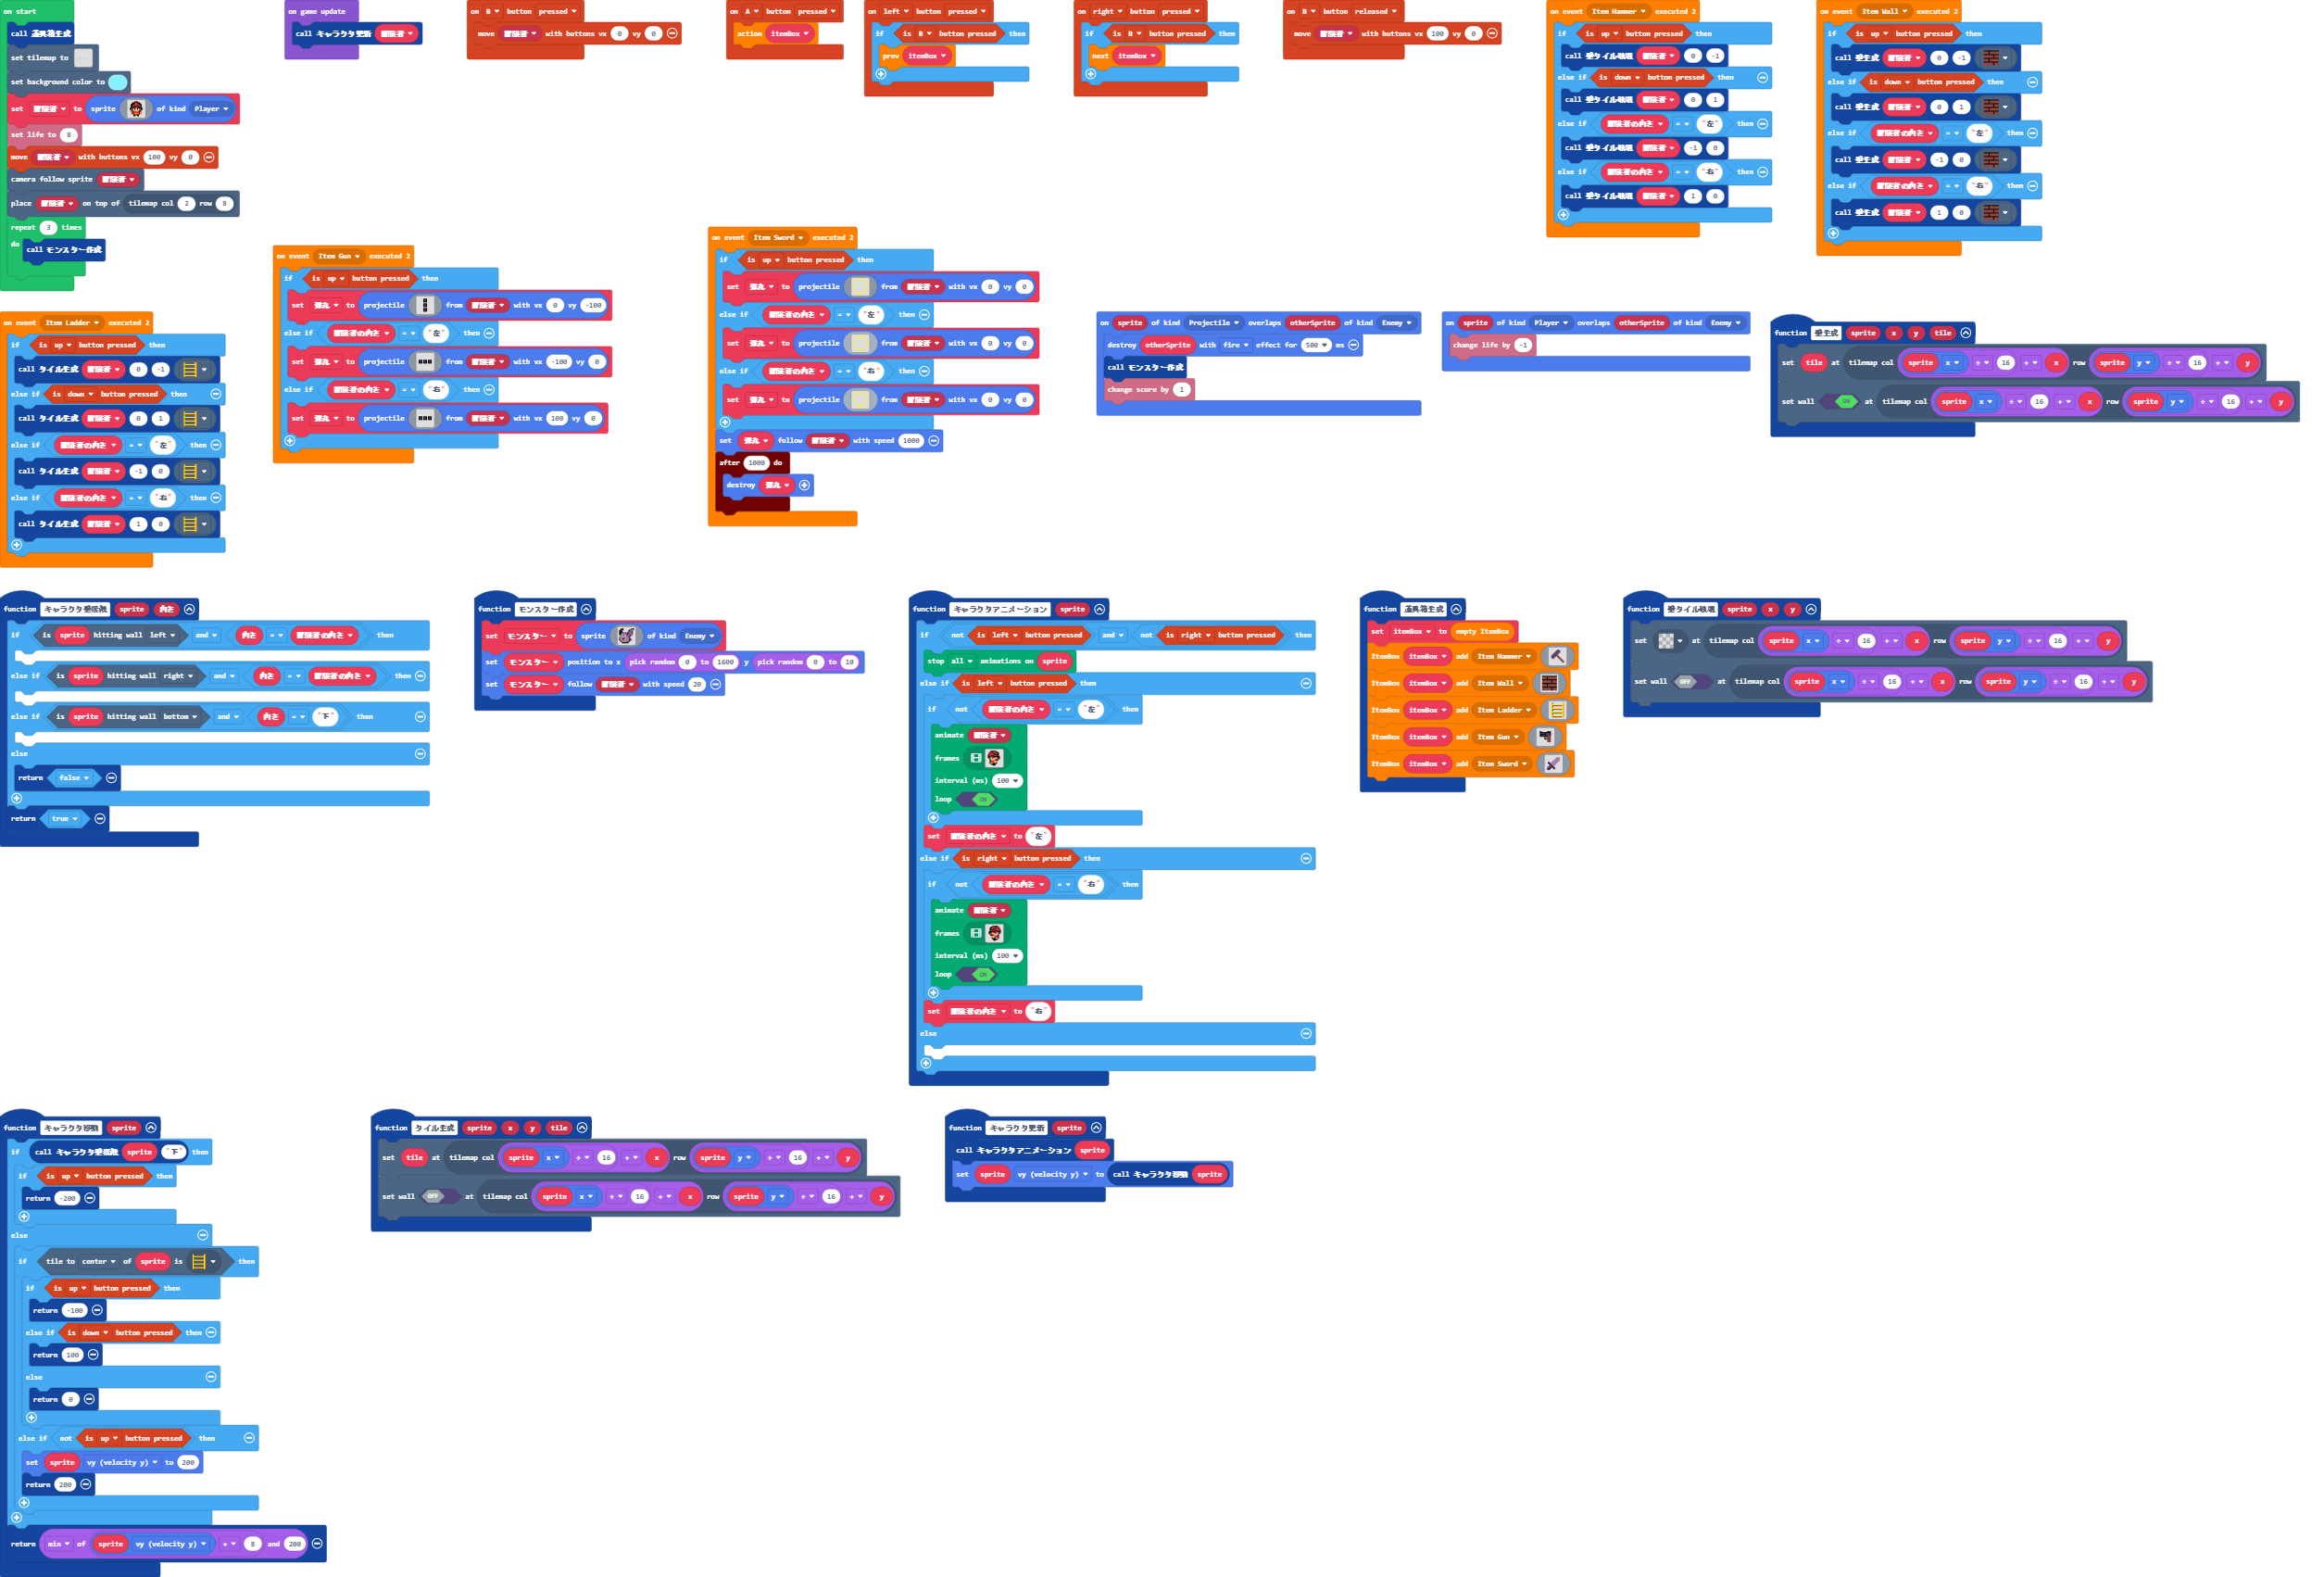 on start
call 道具箱生成
set tilemap to
set background color to
set 冒険者 to sprite of kind Player
set life to 8
move 冒険者 with buttons vx 100 vy 0
camera follow sprite 冒険者
place 冒険者 on top of tilemap col 2 row 8
repeat 3 times
do call モンスター作成
on game update
call キャラクタ更新 冒険者
on B button pressed
move 冒険者 with buttons vx 0 vy 0
on A button pressed
action itemBox
on left button pressed
if is B button pressed then
prev itemBox
on right button pressed
if is B button pressed then
next itemBox
on B button released
move 冒険者 with buttons vx 100 vy 0
on event Item Hammer executed 2
if is up button pressed then
call 壁タイル破壊 冒険者 0 -1
else if is down button pressed then
call 壁タイル破壊 冒険者 0 1
else if 冒険者の向き = "左" then
call 壁タイル破壊 冒険者 -1 0
else if 冒険者の向き = "右" then
call 壁タイル破壊 冒険者 1 0
on event Item Wall executed 2
if is up button pressed then
call 壁生成 冒険者 0 -1
else if is down button pressed then
call 壁生成 冒険者 0 1
else if 冒険者の向き = "左" then
call 壁生成 冒険者 -1 0
else if 冒険者の向き = "右" then
call 壁生成 冒険者 1 0
on event Item Ladder executed 2
if is up button pressed then
call タイル生成 冒険者 0 -1
else if is down button pressed then
call タイル生成 冒険者 0 1
else if 冒険者の向き = "左" then
call タイル生成 冒険者 -1 0
else if 冒険者の向き = "右" then
call タイル生成 冒険者 1 0
on event Item Gun executed 2
if is up button pressed then
set 弾丸 to projectile from 冒険者 with vx 0 vy -100
else if 冒険者の向き = "左" then
set 弾丸 to projectile from 冒険者 with vx -100 vy 0
else if 冒険者の向き = "右" then
set 弾丸 to projectile from 冒険者 with vx 100 vy 0
on event Item Sword executed 2
if is up button pressed then
set 弾丸 to projectile from 冒険者 with vx 0 vy 0
else if 冒険者の向き = "左" then
set 弾丸 to projectile from 冒険者 with vx 0 vy 0
else if 冒険者の向き = "右" then
set 弾丸 to projectile from 冒険者 with vx 0 vy 0
set 弾丸 follow 冒険者 with speed 1000
after 1000 do
destroy 弾丸
on sprite of kind Projectile overlaps otherSprite of kind Enemy
destroy otherSprite with fire effect for 500 ms
call モンスター作成
change score by 1
on sprite of kind Player overlaps otherSprite of kind Enemy
change life by -1
function 壁生成 sprite x y tile
set tile at tilemap col sprite x ÷ 16 + x row sprite y ÷ 16 + y
set wall ON at tilemap col sprite x ÷ 16 + x row sprite y ÷ 16 + y
function キャラクタ壁接触 sprite 向き
if is sprite hitting wall left and 向き = 冒険者の向き then
else if is sprite hitting wall right and 向き = 冒険者の向き then
else if is sprite hitting wall bottom and 向き = "下" then
else
return false
return true
function モンスター作成
set モンスター to sprite of kind Enemy
set モンスター position to x pick random 0 to 1600 y pick random 0 to 10
set モンスター follow 冒険者 with speed 20
function キャラクタアニメーション sprite
if not is left button pressed and not is right button pressed then
stop all animations on sprite
else if is left button pressed then
if not 冒険者の向き = "左" then
animate 冒険者
frames
interval (ms) 100
loop ON
set 冒険者の向き to "左"
else if is right button pressed then
if not 冒険者の向き = "右" then
animate 冒険者
frames
interval (ms) 100
loop ON
set 冒険者の向き to "右"
else
function 道具箱生成
set itemBox to empty ItemBox
ItemBox itemBox add Item Hammer
ItemBox itemBox add Item Wall
ItemBox itemBox add Item Ladder
ItemBox itemBox add Item Gun
ItemBox itemBox add Item Sword
function 壁タイル破壊 sprite x y
set at tilemap col sprite x ÷ 16 + x row sprite y ÷ 16 + y
set wall OFF at tilemap col sprite x ÷ 16 + x row sprite y ÷ 16 + y
function キャラクタ移動 sprite
if call キャラクタ壁接触 sprite "下" then
if is up button pressed then
return -200
else
if tile to center of sprite is then
if is up button pressed then
return -100
else if is down button pressed then
return 100
else
return 0
else if not is up button pressed then
set sprite vy (velocity y) to 200
return 200
return min of sprite vy (velocity y) + 8 and 200
function タイル生成 sprite x y tile
set tile at tilemap col sprite x ÷ 16 + x row sprite y ÷ 16 + y
set wall OFF at tilemap col sprite x ÷ 16 + x row sprite y ÷ 16 + y
function キャラクタ更新 sprite
call キャラクタアニメーション sprite
set sprite vy (velocity y) to call キャラクタ移動 sprite